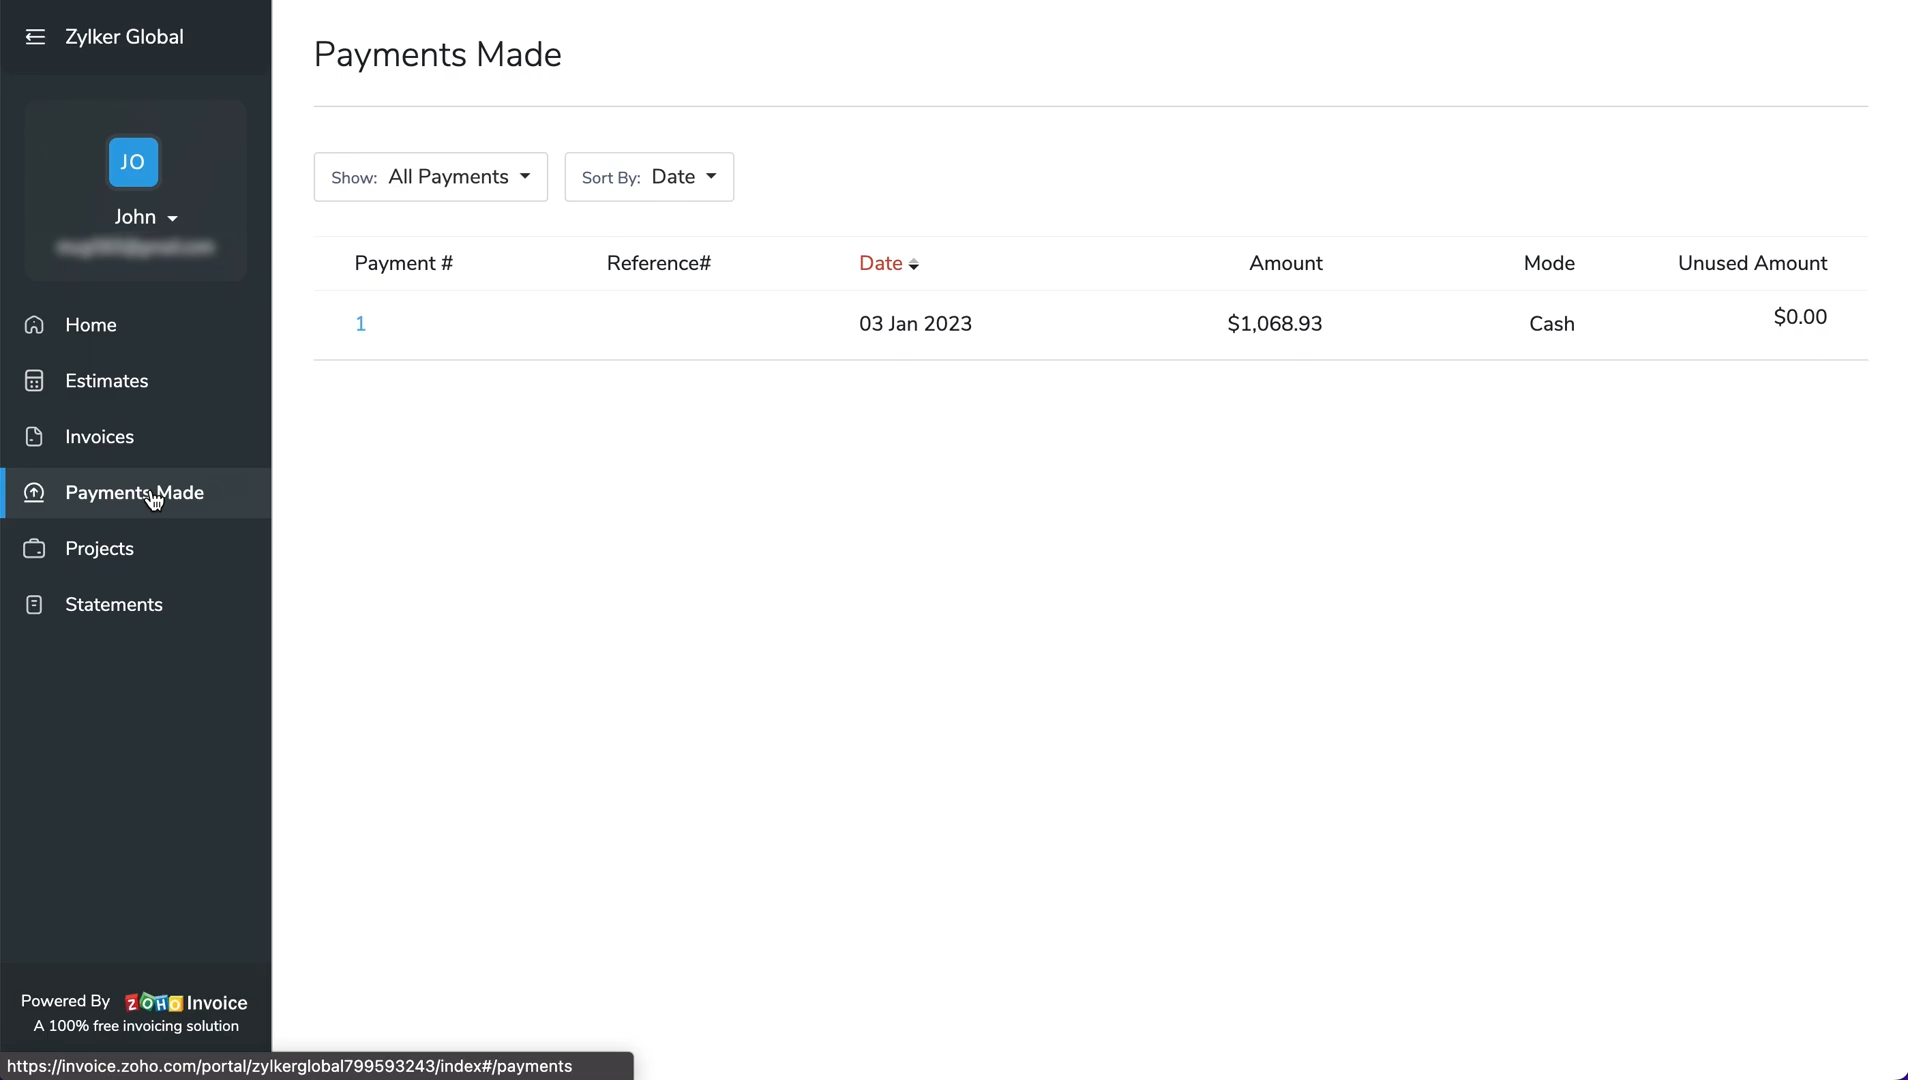 Zylker Global
JO
John
Home
Estimates
Invoices
Payments Made
Projects
Statements
Powered By ZOHO Invoice
A 100% free invoicing solution
https://invoice.zoho.com/portal/zylkerglobal799593243/index#/payments
Payments Made
Show: All Payments
Sort By: Date
Payment # Reference# Date Amount Mode Unused Amount
1 03 Jan 2023 $1,068.93 Cash $0.00